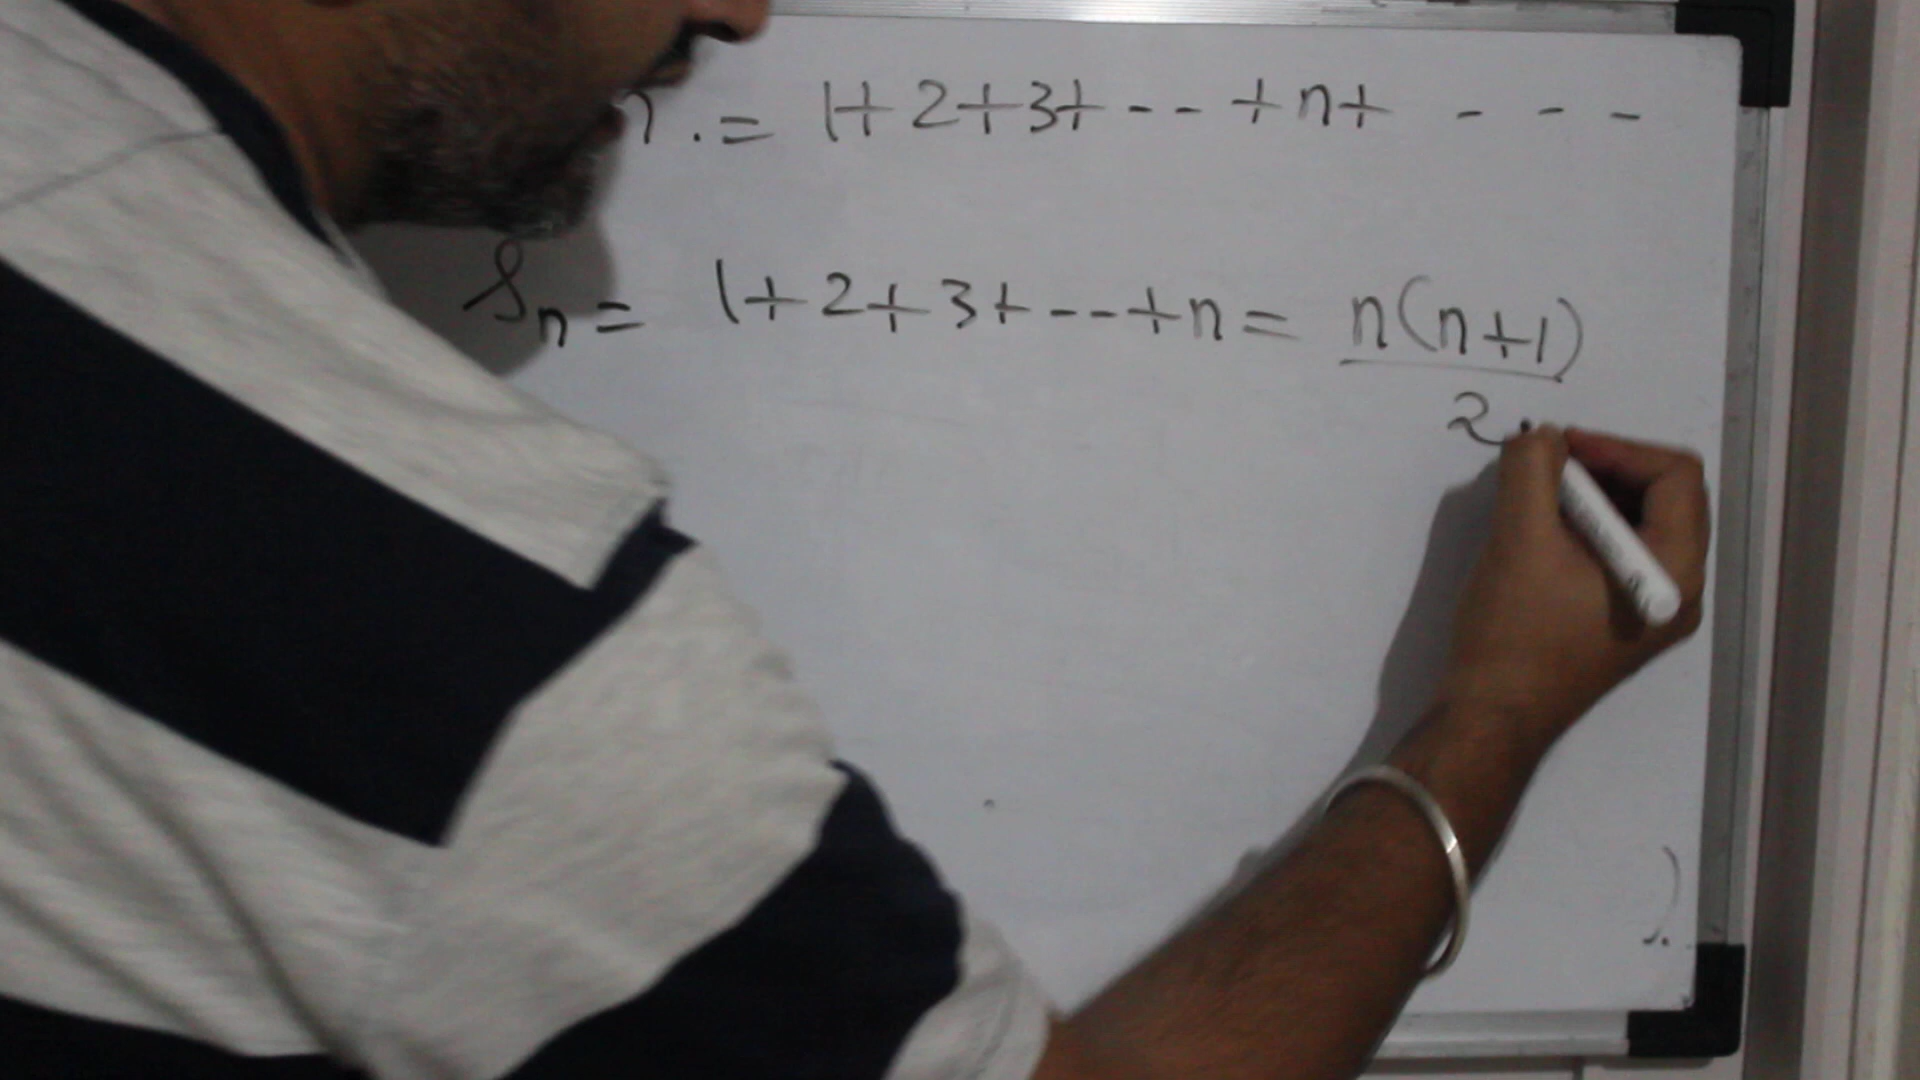 n. = 1+2+3+ -- +n+ - - -
Sn = 1+2+3+ --- +n = n(n+1)
2
).